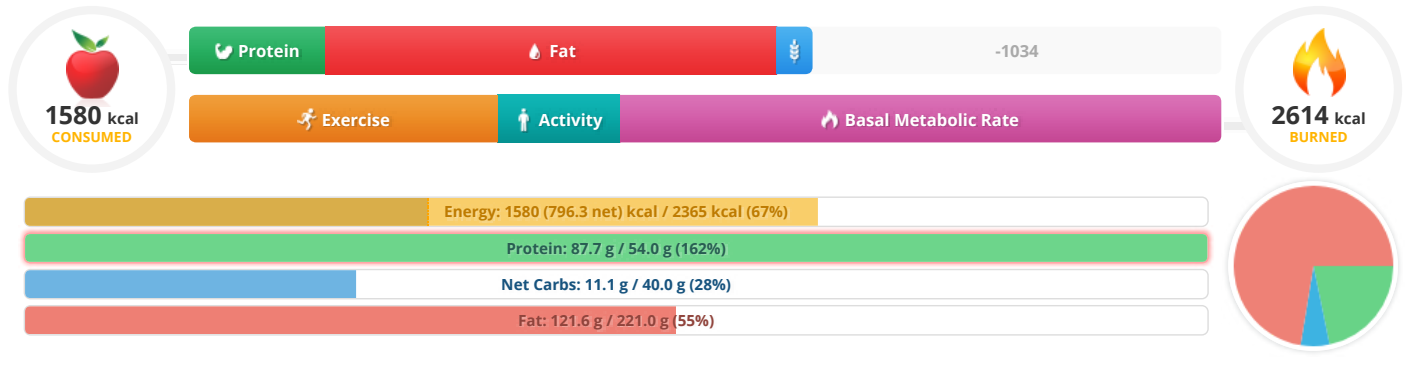 1580 kcal
CONSUMED
Protein
Fat
-1034
Exercise
Activity
Basal Metabolic Rate
2614 kcal
BURNED
Energy: 1580 (796.3 net) kcal / 2365 kcal (67%)
Protein: 87.7 g / 54.0 g (162%)
Net Carbs: 11.1 g / 40.0 g (28%)
Fat: 121.6 g / 221.0 g (55%)